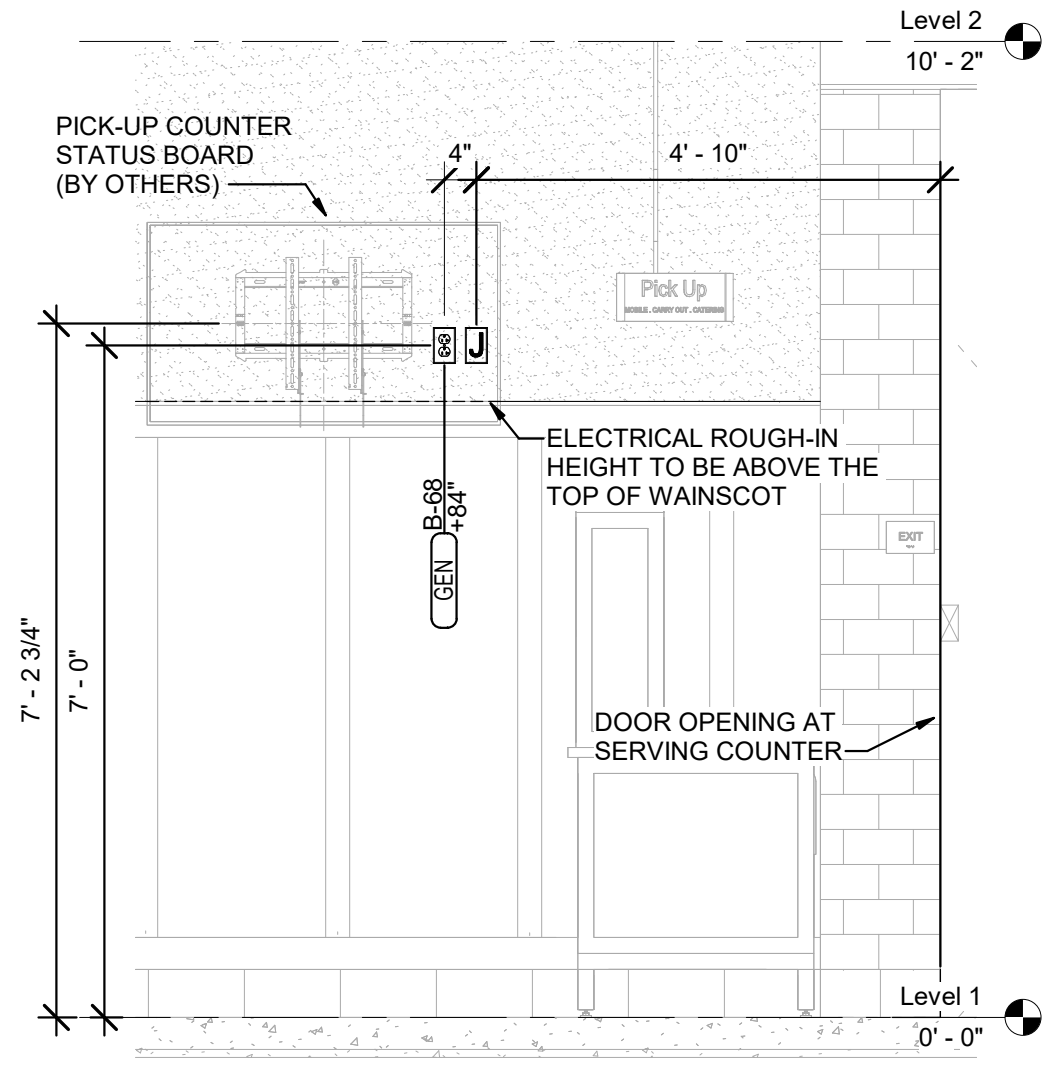 Level 2
10' - 2"
PICK-UP COUNTER
STATUS BOARD
(BY OTHERS)
4"
4' - 10"
Pick Up
MOBILE . CARRY OUT . CATERING
J
ELECTRICAL ROUGH-IN
HEIGHT TO BE ABOVE THE
TOP OF WAINSCOT
B-68
+84"
GEN
EXIT
7' - 2 3/4"
7' - 0"
DOOR OPENING AT
SERVING COUNTER
Level 1
0' - 0"